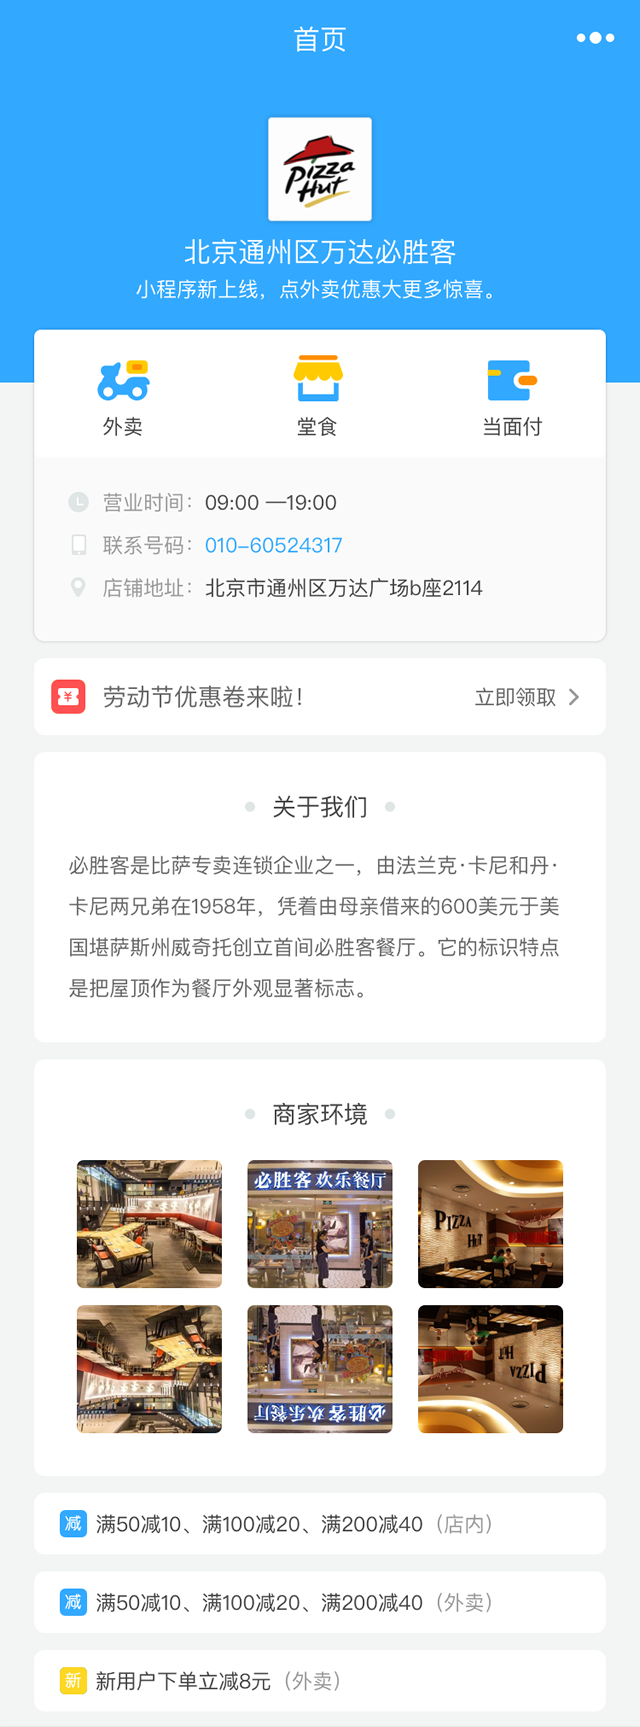 首页
Pizza
Hut
北京通州区万达必胜客
小程序新上线，点外卖优惠大更多惊喜。
外卖
堂食
当面付
营业时间：09:00 —19:00
联系号码：010-60524317
店铺地址：北京市通州区万达广场b座2114
劳动节优惠卷来啦！
立即领取
关于我们
必胜客是比萨专卖连锁企业之一，由法兰克·卡尼和丹·
卡尼两兄弟在1958年，凭着由母亲借来的600美元于美
国堪萨斯州威奇托创立首间必胜客餐厅。它的标识特点
是把屋顶作为餐厅外观显著标志。
商家环境
必胜客欢乐餐厅
PIZZA
HUT
必胜客欢乐餐厅
PIZZA
HUT
减 满50减10、满100减20、满200减40（店内）
减 满50减10、满100减20、满200减40（外卖）
新 新用户下单立减8元（外卖）